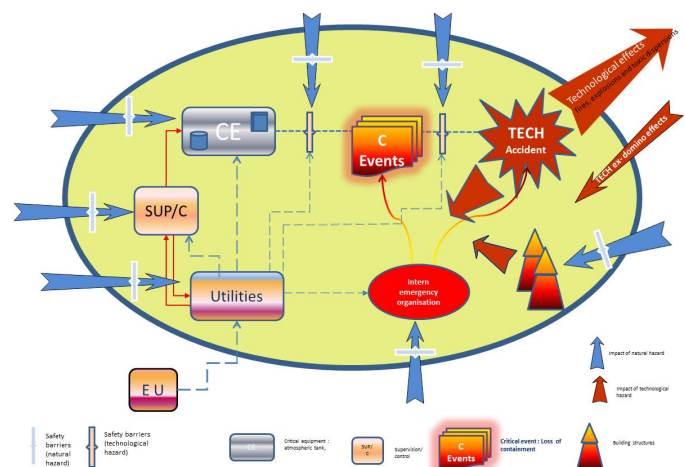 Technological effects
fires, explosions and toxic dispersions
CE
C
Events
TECH
Accident
TECH ex- domino effects
SUP/C
Utilities
Intern
emergency
organisation
E U
Impact of natural
hazard
Impact of technological
hazard
Safety
barriers
(natural
hazard)
Safety barriers
(technological
hazard)
CE
Critical equipment :
atmospheric tank,
SUP/
C
Supervision/
control
C
Events
Critical event : Loss of
containment
Building structures